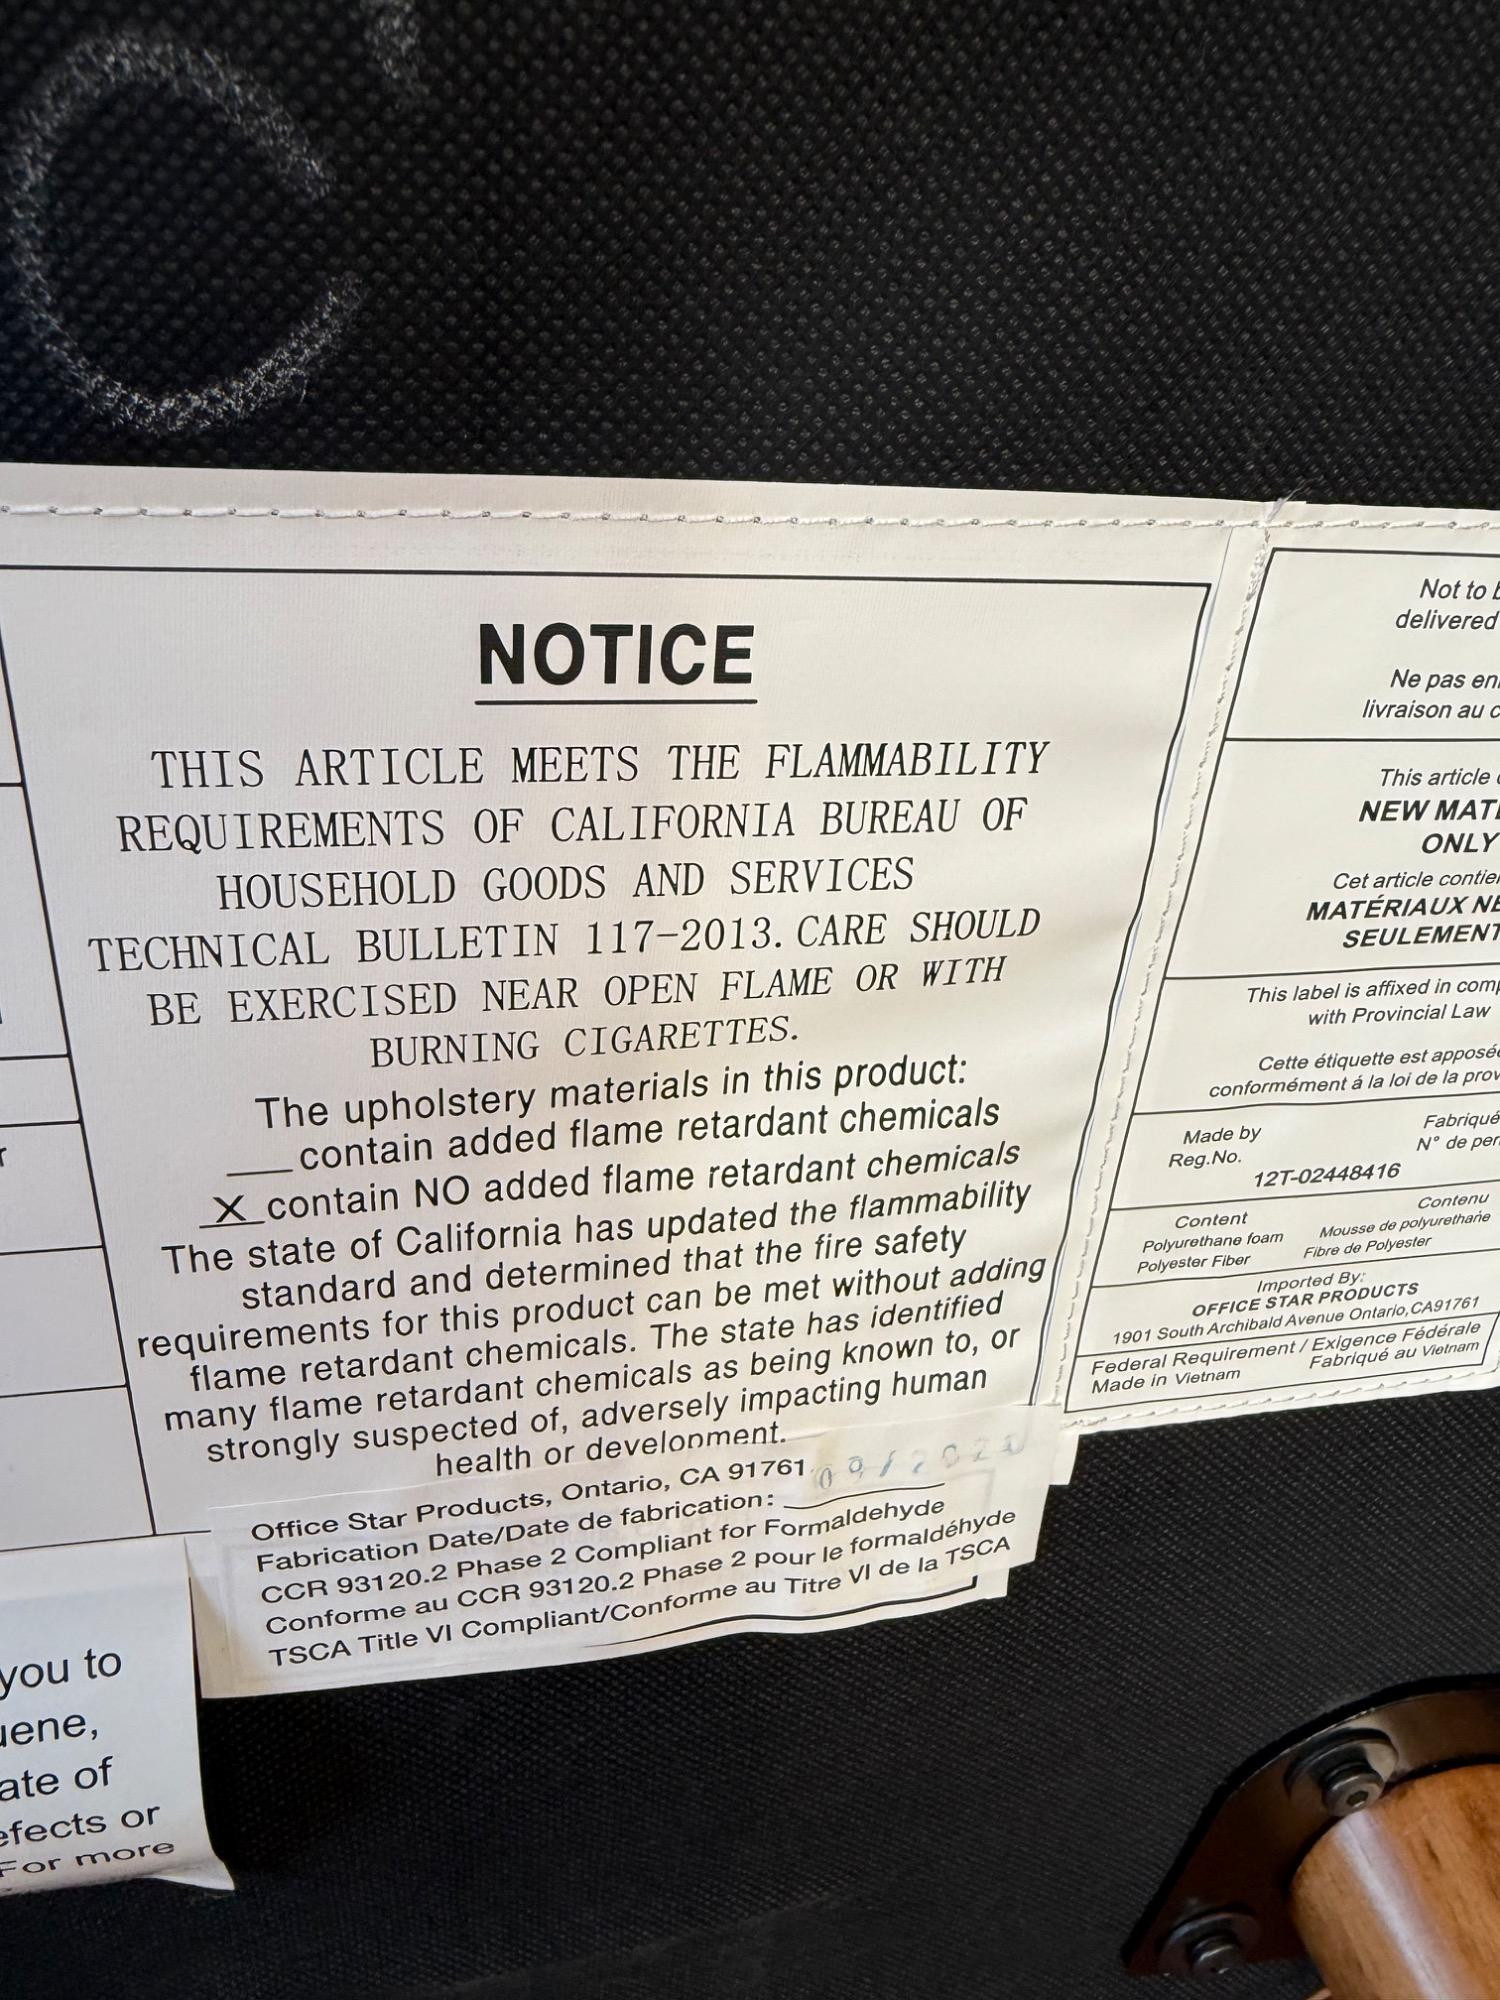 NOTICE
THIS ARTICLE MEETS THE FLAMMABILITY
REQUIREMENTS OF CALIFORNIA BUREAU OF
HOUSEHOLD GOODS AND SERVICES
TECHNICAL BULLETIN 117-2013. CARE SHOULD
BE EXERCISED NEAR OPEN FLAME OR WITH
BURNING CIGARETTES.
The upholstery materials in this product:
___contain added flame retardant chemicals
X contain NO added flame retardant chemicals
The state of California has updated the flammability
standard and determined that the fire safety
requirements for this product can be met without adding
flame retardant chemicals. The state has identified
many flame retardant chemicals as being known to, or
strongly suspected of, adversely impacting human
health or development.
Office Star Products, Ontario, CA 91761
Fabrication Date/Date de fabrication:
CCR 93120.2 Phase 2 Compliant for Formaldehyde
Conforme au CCR 93120.2 Phase 2 pour le formaldéhyde
TSCA Title VI Compliant/Conforme au Titre VI de la TSCA
you to
ate of
For more
Not to
delivered
Ne pas
livraison au
This article
NEW
ONLY
Cet article
MATÉRIAUX
SEULEMENT
This label is affixed in
with Provincial Law
Cette étiquette est
conformément á la loi de la
Made by
Reg.No.
N° de
12T-02448416
Content
Contenu
Polyurethane foam
Mousse de polyurethane
Polyester Fiber
Fibre de Polyester
Imported By:
OFFICE STAR PRODUCTS
1901 South Archibald Avenue Ontario,CA91761
Federal Requirement / Exigence Fédérale
Made in Vietnam
Fabriqué au Vietnam